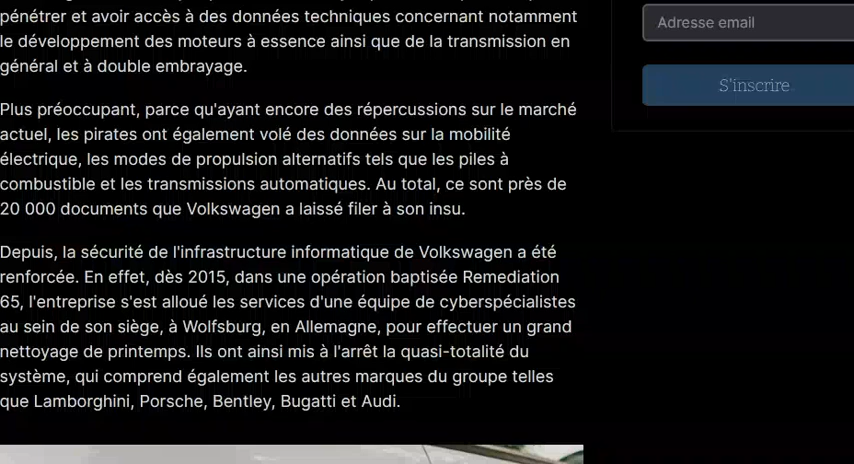 pénétrer et avoir accès à des données techniques concernant notamment
le développement des moteurs à essence ainsi que de la transmission en
général et à double embrayage.
Plus préoccupant, parce qu'ayant encore des répercussions sur le marché
actuel, les pirates ont également volé des données sur la mobilité
électrique, les modes de propulsion alternatifs tels que les piles à
combustible et les transmissions automatiques. Au total, ce sont près de
20 000 documents que Volkswagen a laissé filer à son insu.
Depuis, la sécurité de l'infrastructure informatique de Volkswagen a été
renforcée. En effet, dès 2015, dans une opération baptisée Remediation
65, l'entreprise s'est alloué les services d'une équipe de cyberspécialistes
au sein de son siège, à Wolfsburg, en Allemagne, pour effectuer un grand
nettoyage de printemps. Ils ont ainsi mis à l'arrêt la quasi-totalité du
système, qui comprend également les autres marques du groupe telles
que Lamborghini, Porsche, Bentley, Bugatti et Audi.
Adresse email
S'inscrire